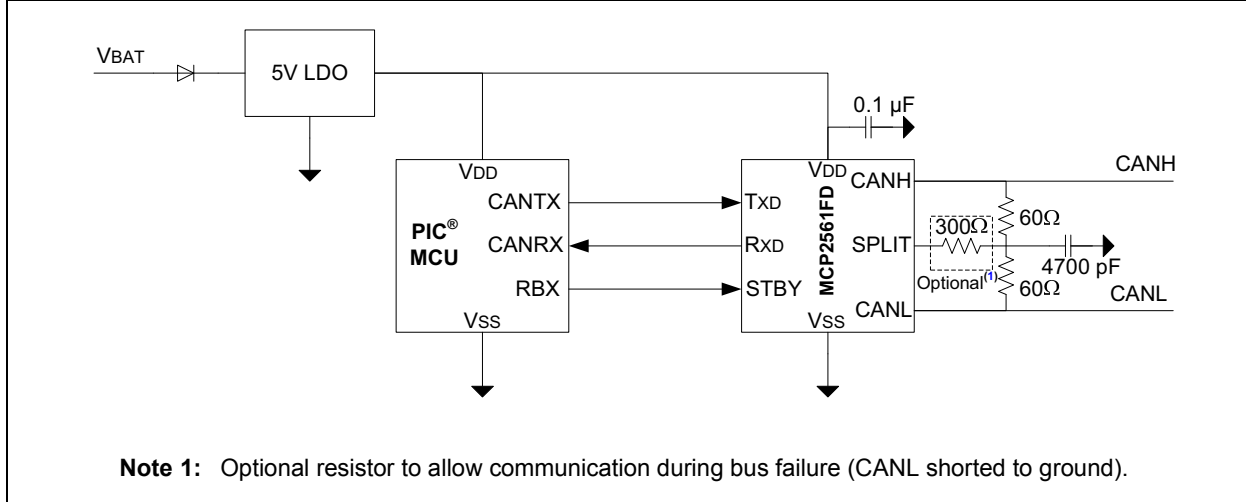 VBAT
5V LDO
0.1 µF
VDD
CANTX
CANRX
RBX
VSS
PIC®
MCU
VDD
TXD
RXD
STBY
VSS
MCP2561FD
CANH
SPLIT
CANL
300Ω
Optional(1)
60Ω
4700 pF
60Ω
CANH
CANL
Note 1: Optional resistor to allow communication during bus failure (CANL shorted to ground).